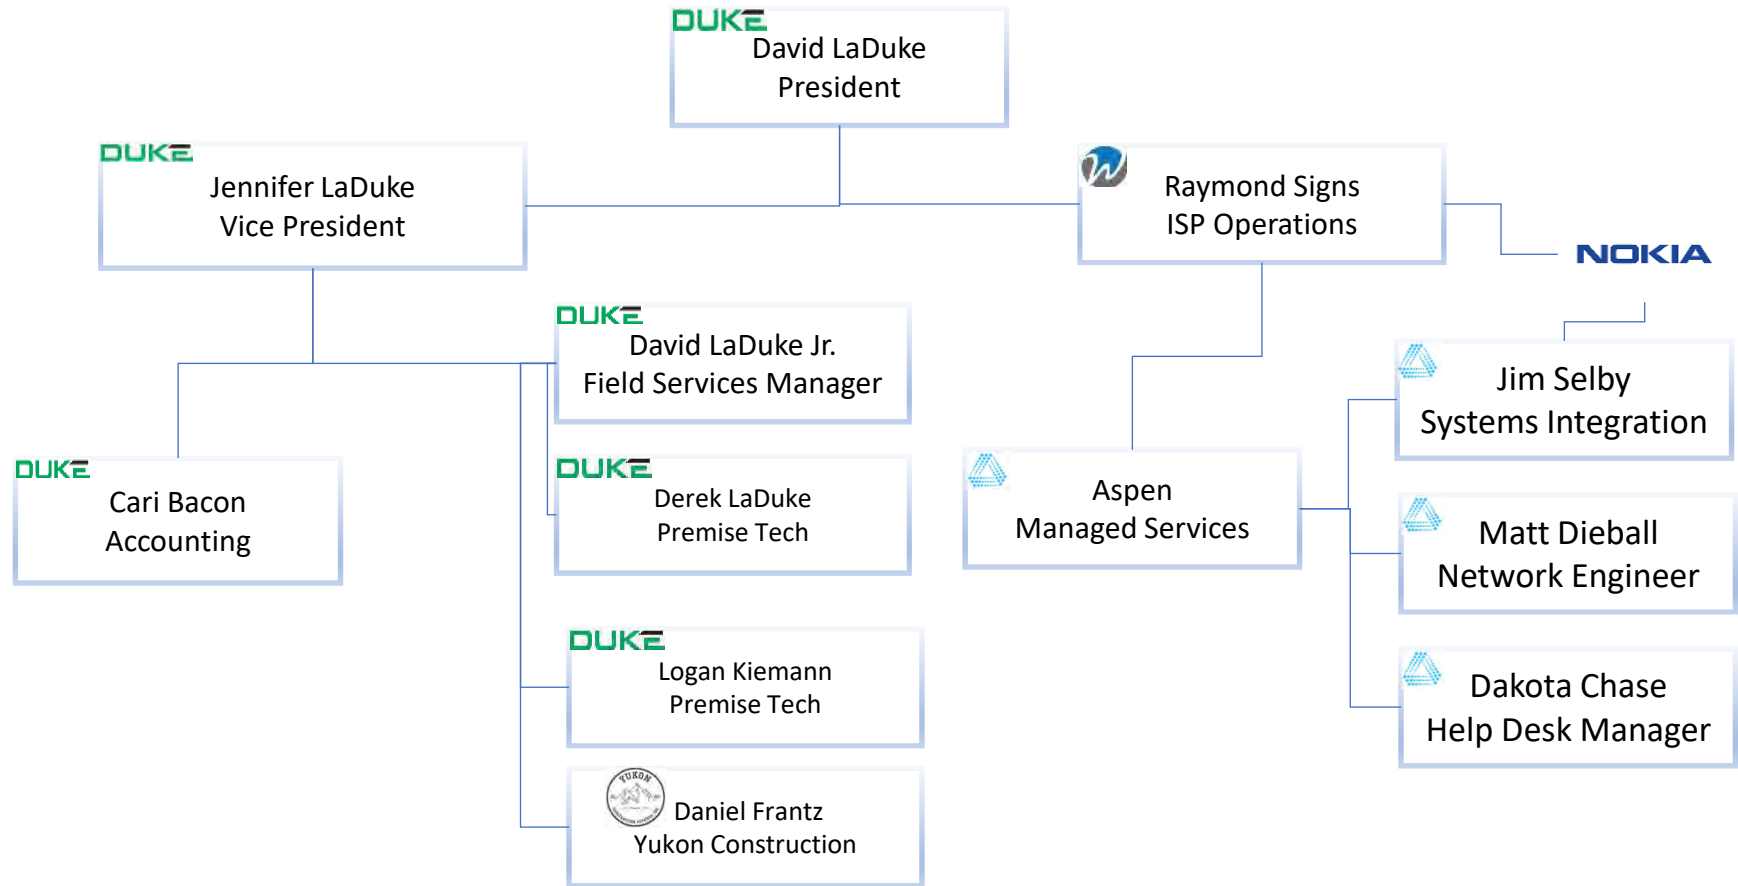 DUKE
David LaDuke
President
DUKE
Jennifer LaDuke
Vice President
W
Raymond Signs
ISP Operations
NOKIA
DUKE
David LaDuke Jr.
Field Services Manager
Jim Selby
Systems Integration
DUKE
Cari Bacon
Accounting
DUKE
Derek LaDuke
Premise Tech
Aspen
Managed Services
Matt Dieball
Network Engineer
DUKE
Logan Kiemann
Premise Tech
Dakota Chase
Help Desk Manager
YUKON
Daniel Frantz
Yukon Construction